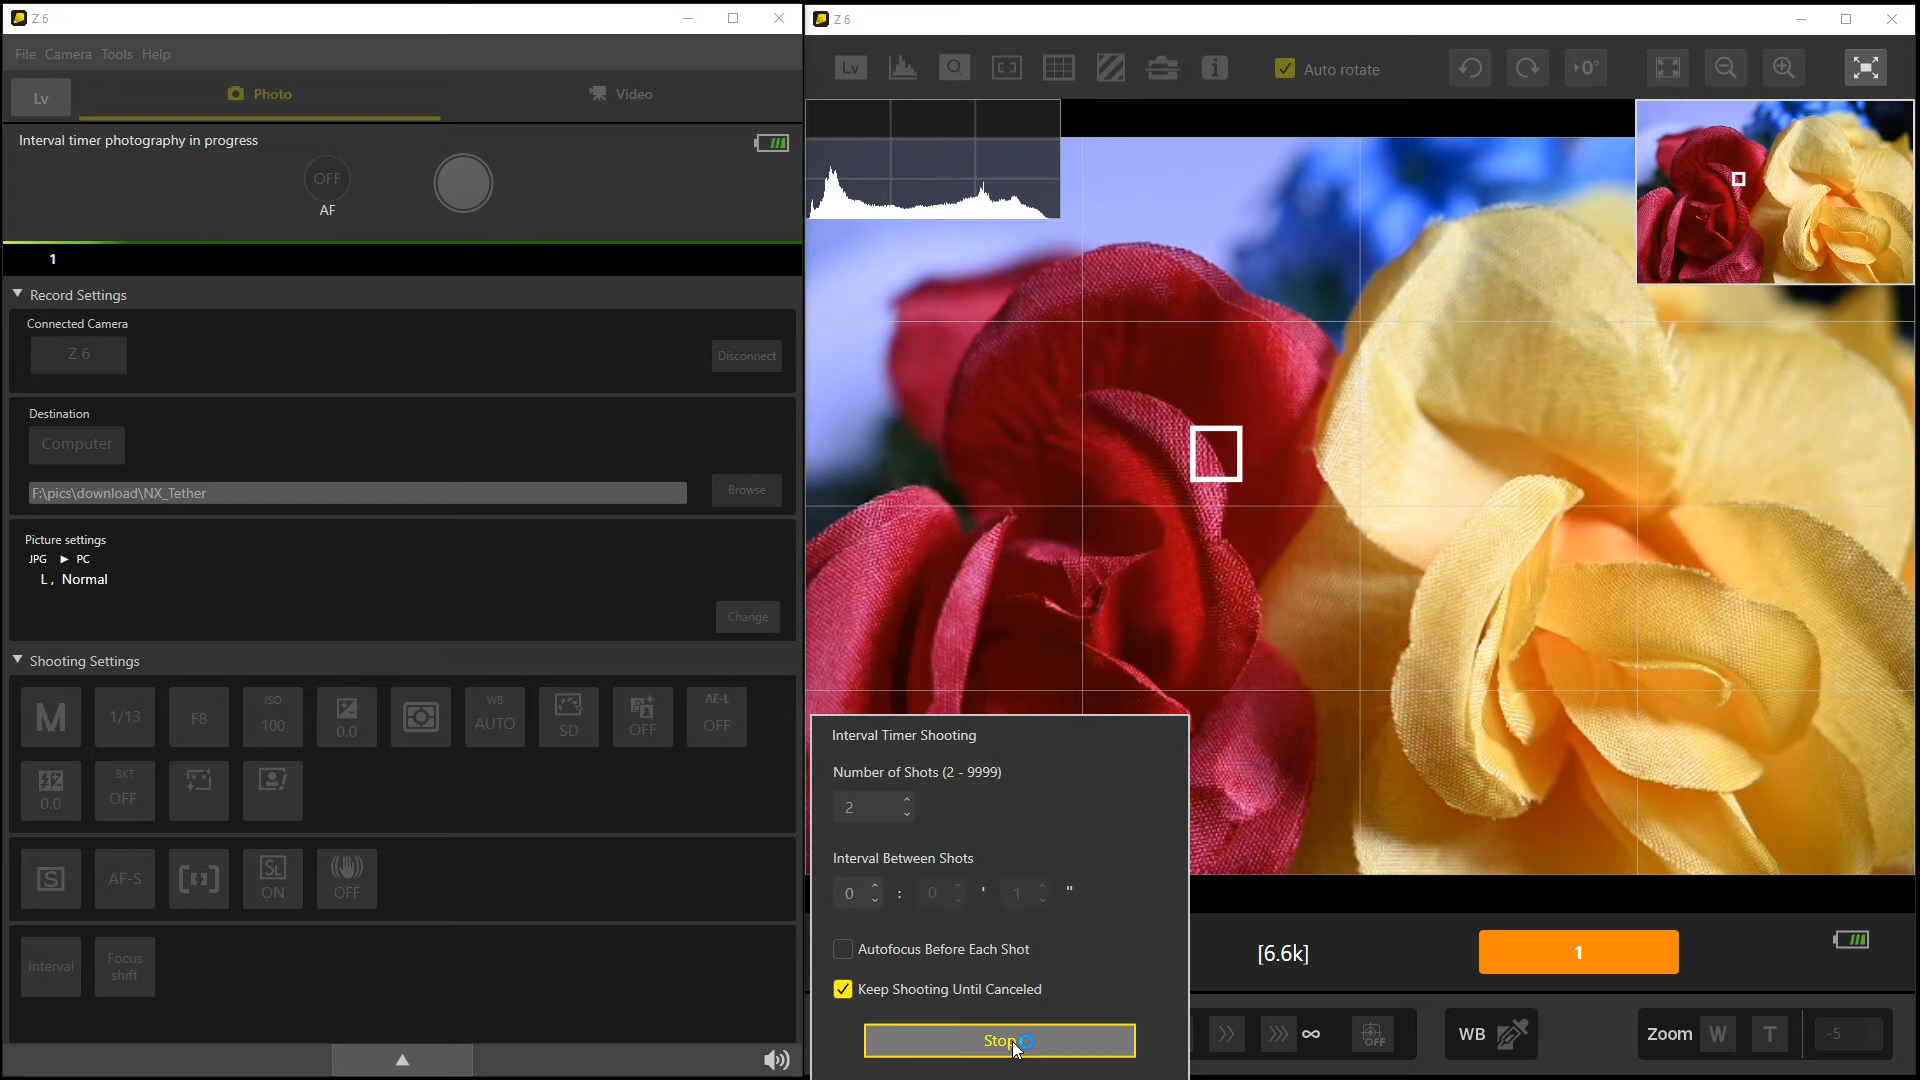 Z 6
File Camera Tools Help
Lv
Photo
Video
Interval timer photography in progress
OFF
AF
1
Record Settings
Connected Camera
Z 6
Disconnect
Destination
Computer
F:\pics\download\NX_Tether
Browse
Picture settings
JPG ▶ PC
L , Normal
Change
Shooting Settings
M
1/13
F8
ISO
100
0.0
WB
AUTO
SD
OFF
AE-L
OFF
0.0
BKT
OFF
S
AF-S
SL
ON
OFF
Interval
Focus
shift
Z 6
Lv
i
Auto rotate
0°
Interval Timer Shooting
Number of Shots (2 - 9999)
2
Interval Between Shots
0 : 0 ' 1 "
Autofocus Before Each Shot
Keep Shooting Until Canceled
Stop
[6.6k]
1
∞
OFF
WB
Zoom W T -5